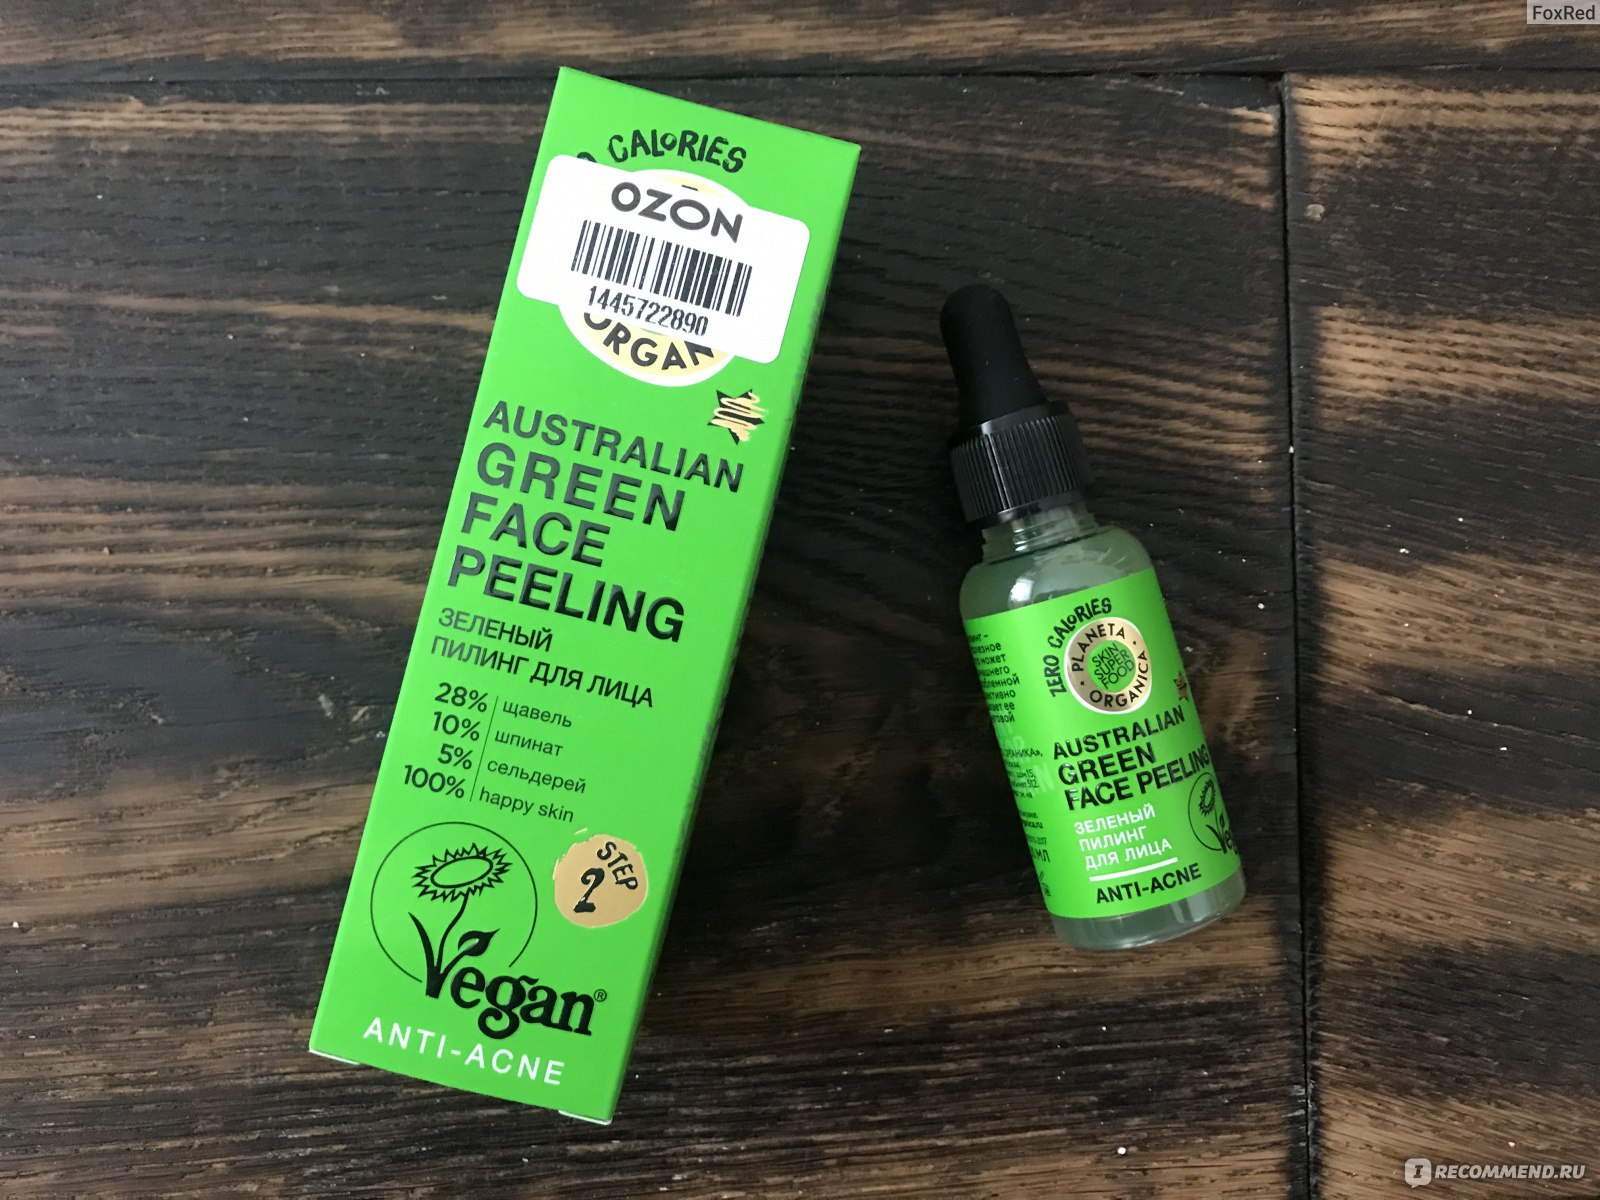 FoxRed
CALORIES
OZON
1445722890
ORGAN
AUSTRALIAN
GREEN
FACE
PEELING
ЗЕЛЕНЫЙ
ПИЛИНГ ДЛЯ ЛИЦА
28% щавель
10% шпинат
5% сельдерей
100% happy skin
STEP
2
Vegan®
ANTI-ACNE
ZERO CALORIES
PLANETA
SKIN
SUPER
FOOD
ORGANICA
AUSTRALIAN
GREEN
FACE PEELING
ЗЕЛЕНЫЙ
ПИЛИНГ
ДЛЯ ЛИЦА
Vegan
ANTI-ACNE
RECOMMEND.RU